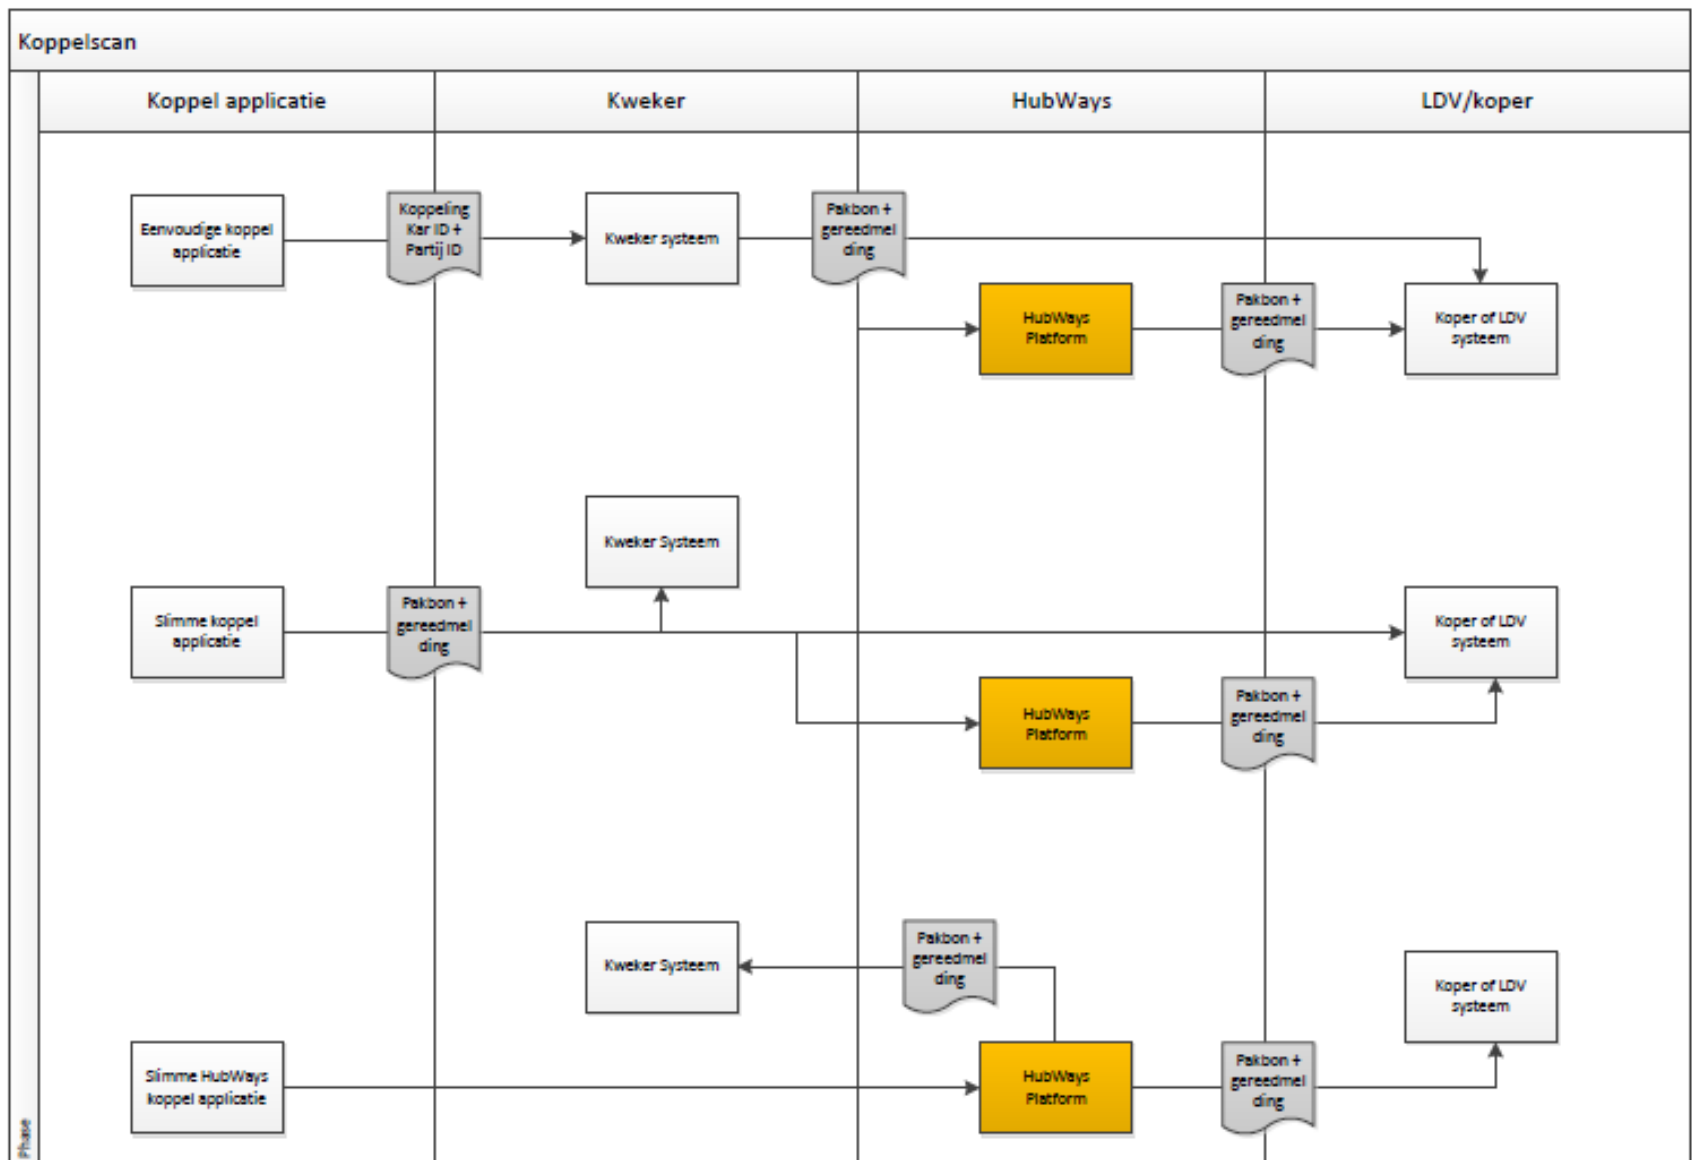 Koppelscan
Koppel applicatie
Kweker
HubWays
LDV/koper
Eenvoudige koppel
applicatie
Koppeling
Kar ID +
Partij ID
Kweker systeem
Pakbon +
gereedmel
ding
HubWays
Platform
Pakbon +
gereedmel
ding
Koper of LDV
systeem
Kweker Systeem
Slimme koppel
applicatie
Pakbon +
gereedmel
ding
Koper of LDV
systeem
HubWays
Platform
Pakbon +
gereedmel
ding
Kweker Systeem
Pakbon +
gereedmel
ding
Koper of LDV
systeem
Slimme HubWays
koppel applicatie
HubWays
Platform
Pakbon +
gereedmel
ding
Phase